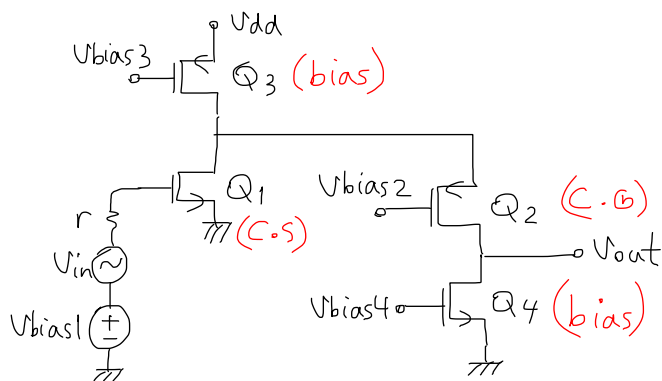 Vdd
Vbias3
Q3 (bias)
Q1
(C.S)
r
Vin
Vbias1
+
−
Vbias2
Q2
(C.G)
Vout
Vbias4
Q4 (bias)